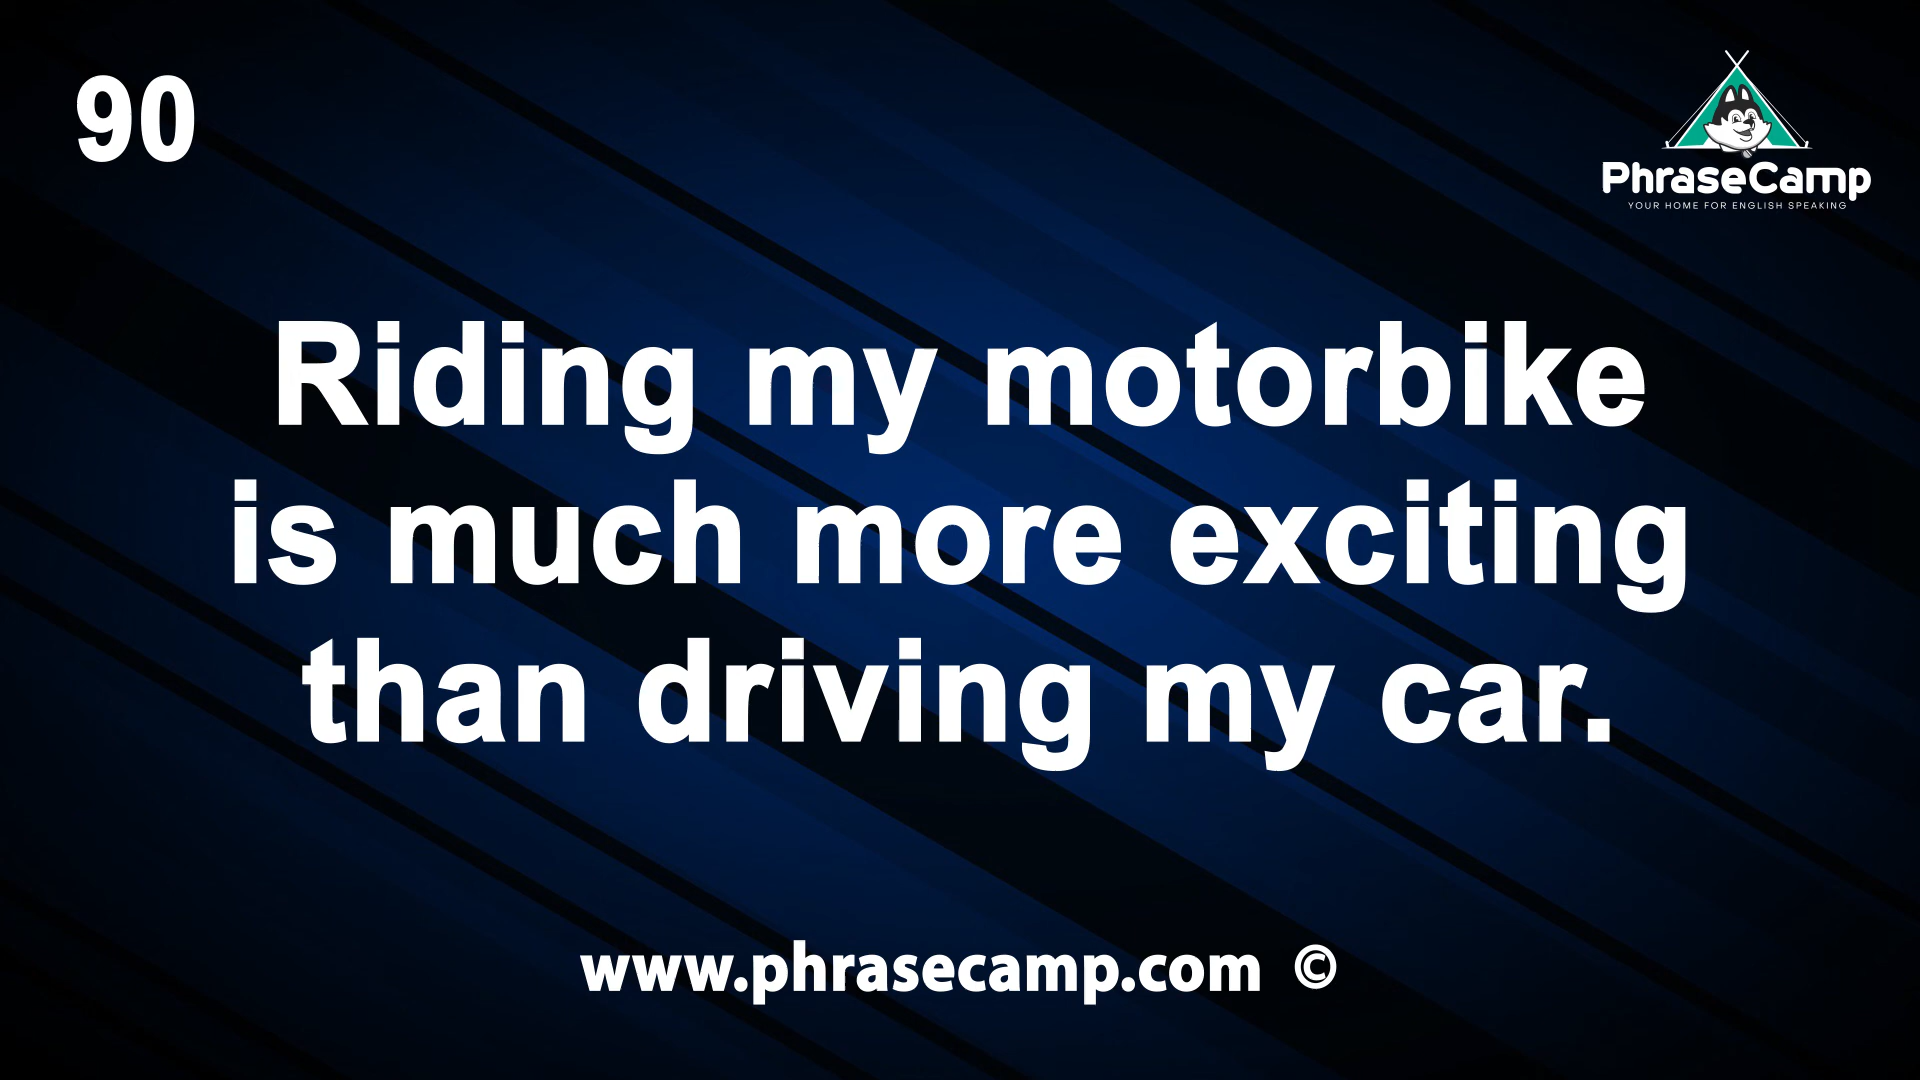 90
PhraseCamp
YOUR HOME FOR ENGLISH SPEAKING
Riding my motorbike
is much more exciting
than driving my car.
www.phrasecamp.com ©